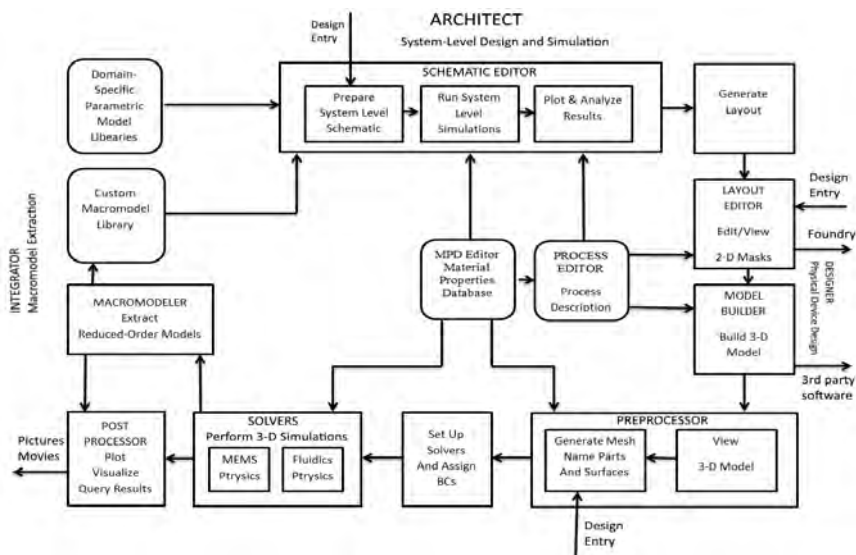 ARCHITECT
System-Level Design and Simulation
Design
Entry
SCHEMATIC EDITOR
Prepare
System Level
Schematic
Run System
Level
Simulations
Plot & Analyze
Results
Domain-
Specific
Parametric
Model
Libearies
Generate
Layout
Custom
Macromodel
Library
LAYOUT
EDITOR
Edit/View
2-D Masks
Design
Entry
Foundry
MPD Editor
Material
Properties
Database
PROCESS
EDITOR
Process
Description
INTEGRATOR
Macromodel Extraction
DESIGNER
Physical Device Design
MACROMODELER
Extract
Reduced-Order Models
MODEL
BUILDER
Build 3-D
Model
3rd party
software
POST
PROCESSOR
Plot
Visualize
Query Results
Pictures
Movies
SOLVERS
Perform 3-D Simulations
MEMS
Ptrysics
Fluidics
Ptrysics
Set Up
Solvers
And Assign
BCs
PREPROCESSOR
Generate Mesh
Name Parts
And Surfaces
View
3-D Model
Design
Entry